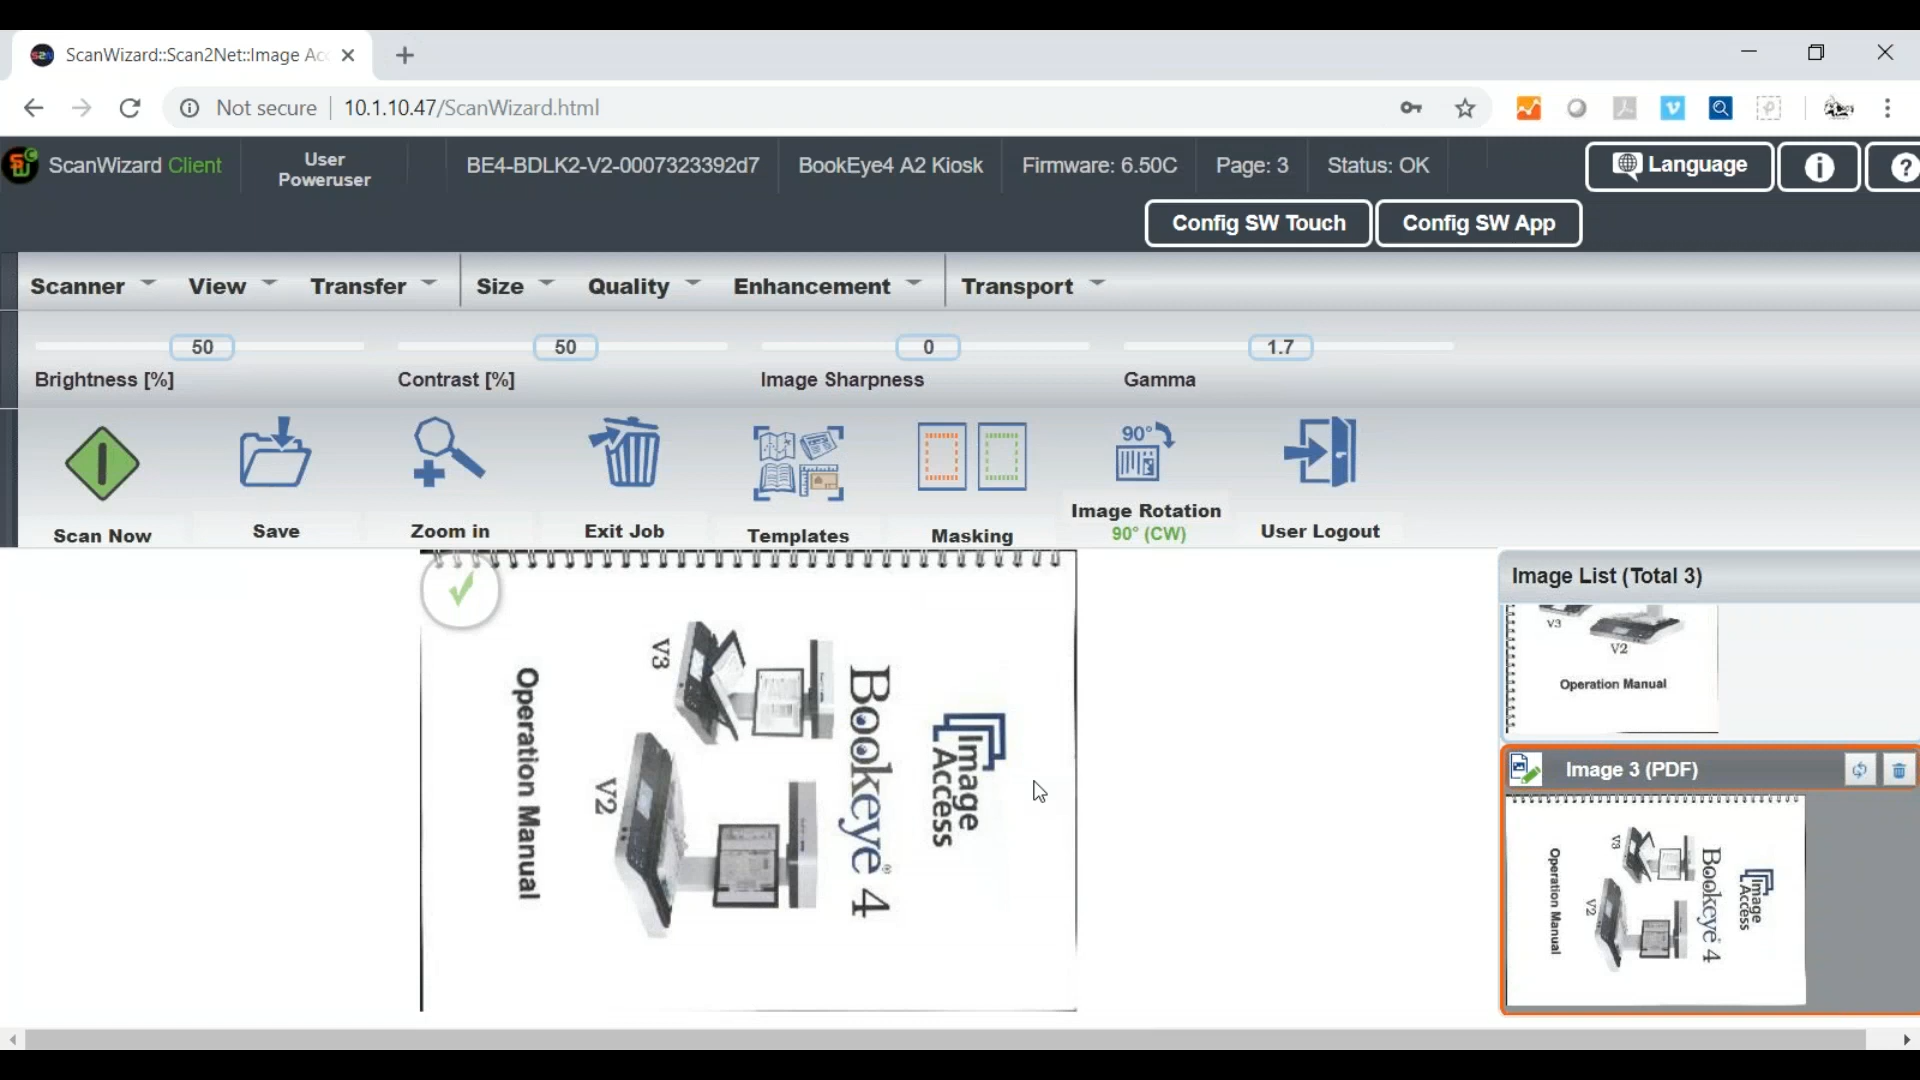 ScanWizard::Scan2Net::Image Acc
Not secure
10.1.10.47/ScanWizard.html
ScanWizard Client
User
Poweruser
BE4-BDLK2-V2-0007323392d7
BookEye4 A2 Kiosk
Firmware: 6.50C
Page: 3
Status: OK
Language
i
?
Config SW Touch
Config SW App
Scanner
View
Transfer
Size
Quality
Enhancement
Transport
50
50
0
1.7
Brightness [%]
Contrast [%]
Image Sharpness
Gamma
90°
Scan Now
Save
Zoom in
Exit Job
Templates
Masking
Image Rotation
90° (CW)
User Logout
Image
Access
Bookeye® 4
V3
V2
Operation Manual
Image List (Total 3)
V3
V2
Operation Manual
Image 3 (PDF)
Image
Access
Bookeye® 4
V3
V2
Operation Manual